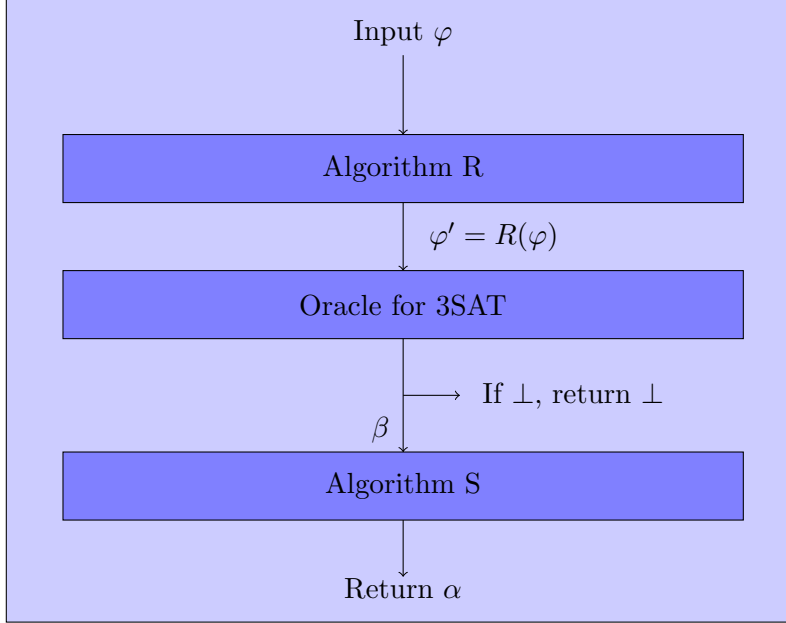 Input φ
Algorithm R
φ′ = R(φ)
Oracle for 3SAT
If ⊥, return ⊥
β
Algorithm S
Return α